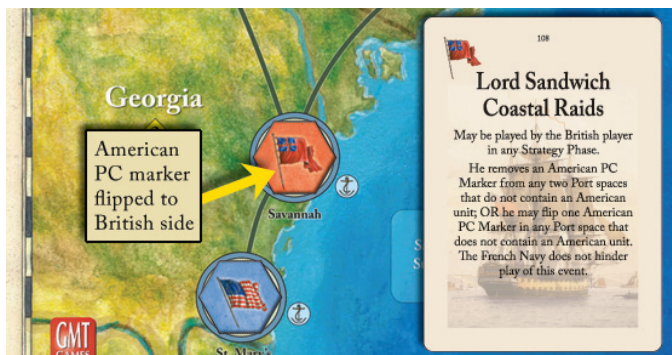 Georgia
American
PC marker
flipped to
British side
Savannah
St. Mary's
GMT
GAMES
108
Lord Sandwich
Coastal Raids
May be played by the British player
in any Strategy Phase.
He removes an American PC
Marker from any two Port spaces
that do not contain an American
unit; OR he may flip one American
PC Marker in any Port space that
does not contain an American unit.
The French Navy does not hinder
play of this event.